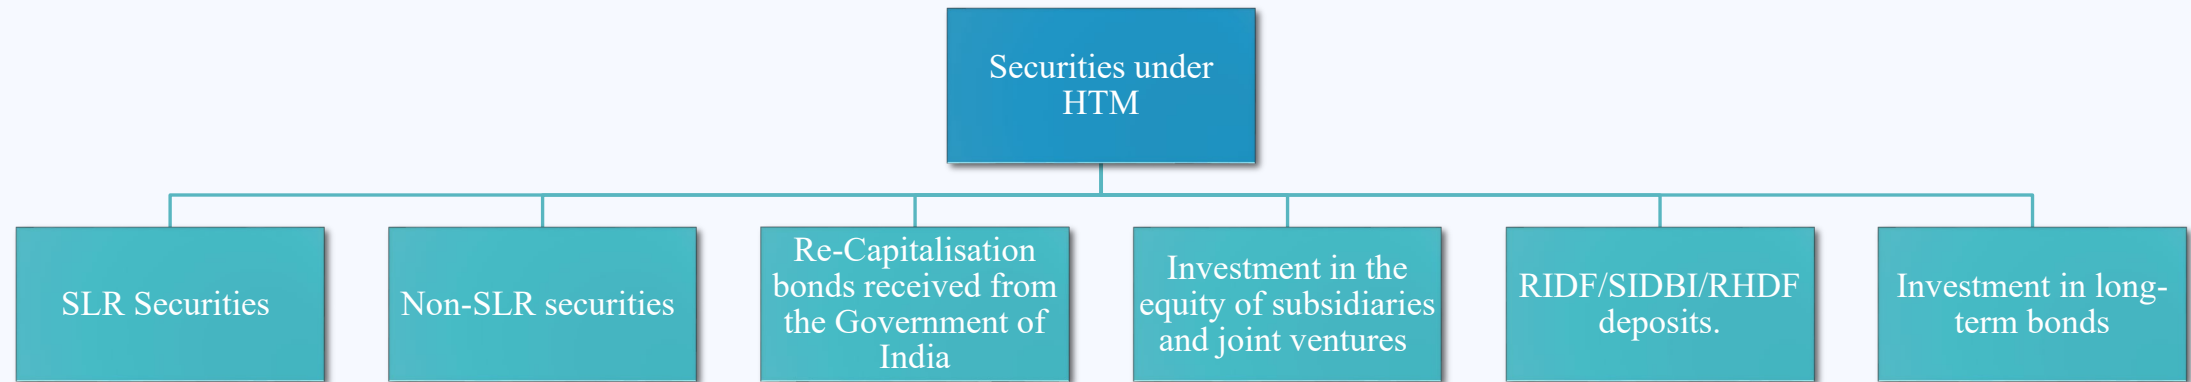 Securities under
HTM
SLR Securities
Non-SLR securities
Re-Capitalisation
bonds received from
the Government of
India
Investment in the
equity of subsidiaries
and joint ventures
RIDF/SIDBI/RHDF
deposits.
Investment in long-
term bonds